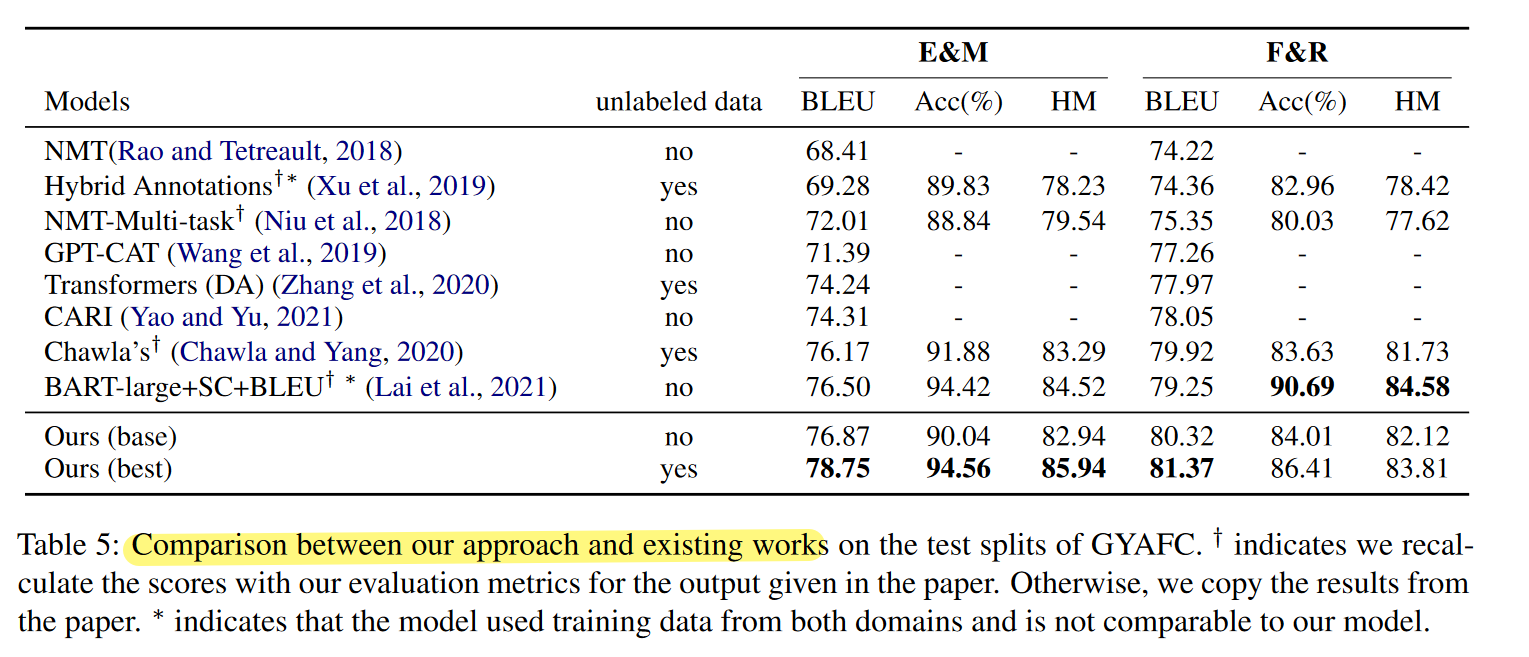 E&M F&R
Models unlabeled data BLEU Acc(%) HM BLEU Acc(%) HM
NMT(Rao and Tetreault, 2018) no 68.41 - - 74.22 - -
Hybrid Annotations†* (Xu et al., 2019) yes 69.28 89.83 78.23 74.36 82.96 78.42
NMT-Multi-task† (Niu et al., 2018) no 72.01 88.84 79.54 75.35 80.03 77.62
GPT-CAT (Wang et al., 2019) no 71.39 - - 77.26 - -
Transformers (DA) (Zhang et al., 2020) yes 74.24 - - 77.97 - -
CARI (Yao and Yu, 2021) no 74.31 - - 78.05 - -
Chawla's† (Chawla and Yang, 2020) yes 76.17 91.88 83.29 79.92 83.63 81.73
BART-large+SC+BLEU† * (Lai et al., 2021) no 76.50 94.42 84.52 79.25 90.69 84.58
Ours (base) no 76.87 90.04 82.94 80.32 84.01 82.12
Ours (best) yes 78.75 94.56 85.94 81.37 86.41 83.81
Table 5: Comparison between our approach and existing works on the test splits of GYAFC. † indicates we recal-
culate the scores with our evaluation metrics for the output given in the paper. Otherwise, we copy the results from
the paper. * indicates that the model used training data from both domains and is not comparable to our model.